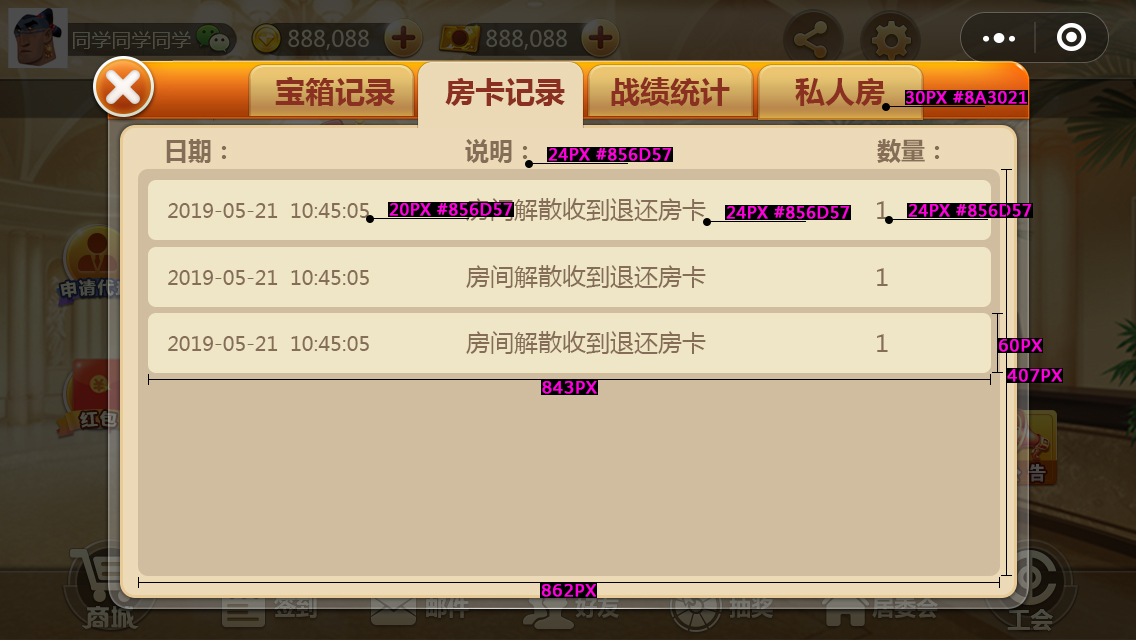 同学同学同学 888,088 888,088
宝箱记录 房卡记录 战绩统计 私人房
30PX #8A3021
日期： 说明： 数量：
24PX #856D57
2019-05-21 10:45:05 房间解散收到退还房卡 1
20PX #856D57 24PX #856D57 24PX #856D57
2019-05-21 10:45:05 房间解散收到退还房卡 1
申请代
2019-05-21 10:45:05 房间解散收到退还房卡 1
60PX
407PX
843PX
红包
告
862PX
商城 签到 邮件 好友 抽奖 居委会 工会